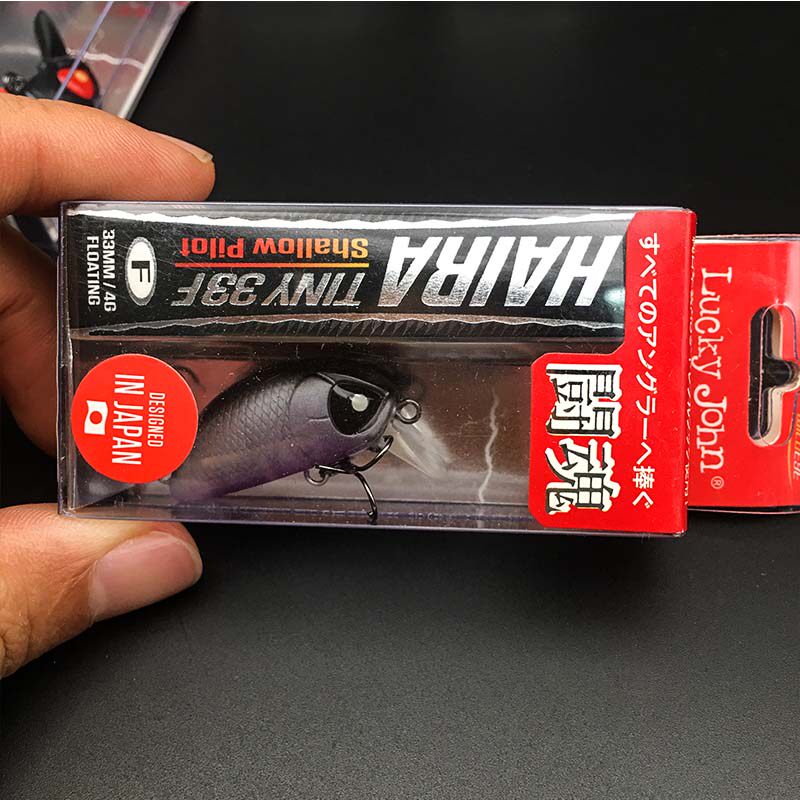 HAIRA
TINY 33F
Shallow Pilot
F
33MM / 4G
FLOATING
DESIGNED
IN JAPAN
すべてのアングラーへ捧ぐ
闘魂
Lucky John®